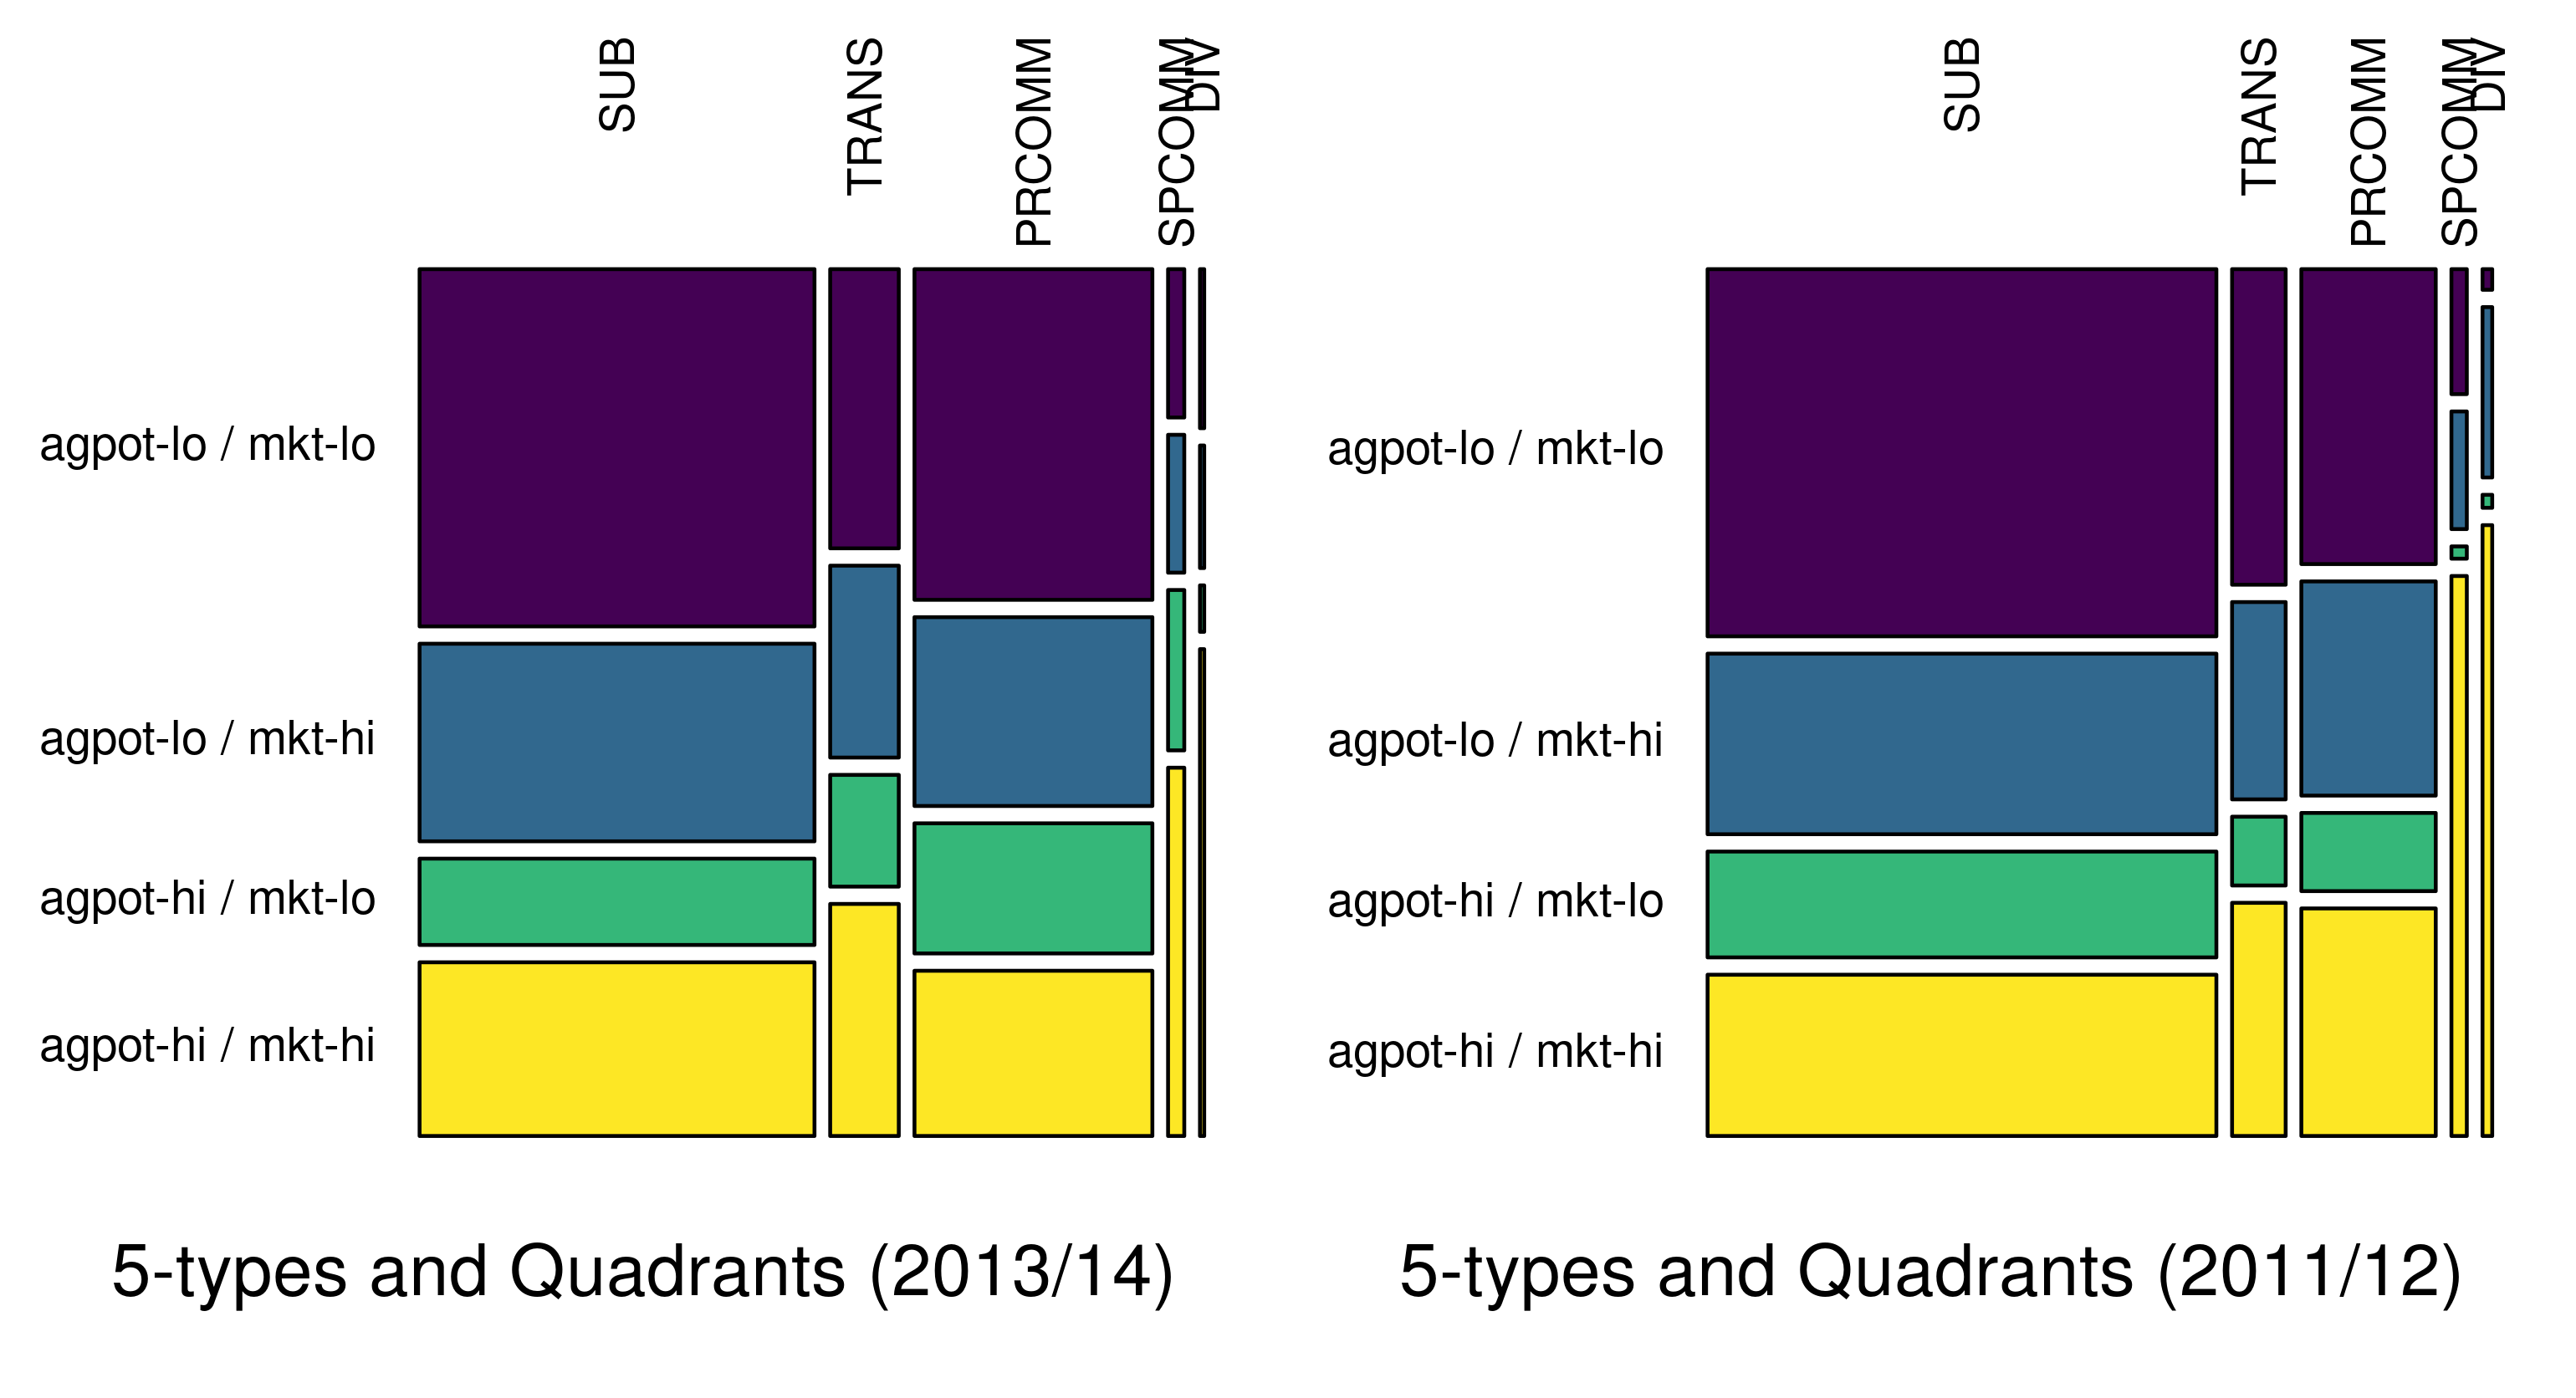 SUB
TRANS
PRCOMM
SPCOMM
DIV
agpot-lo / mkt-lo
agpot-lo / mkt-hi
agpot-hi / mkt-lo
agpot-hi / mkt-hi
5-types and Quadrants (2013/14)
SUB
TRANS
PRCOMM
SPCOMM
DIV
agpot-lo / mkt-lo
agpot-lo / mkt-hi
agpot-hi / mkt-lo
agpot-hi / mkt-hi
5-types and Quadrants (2011/12)